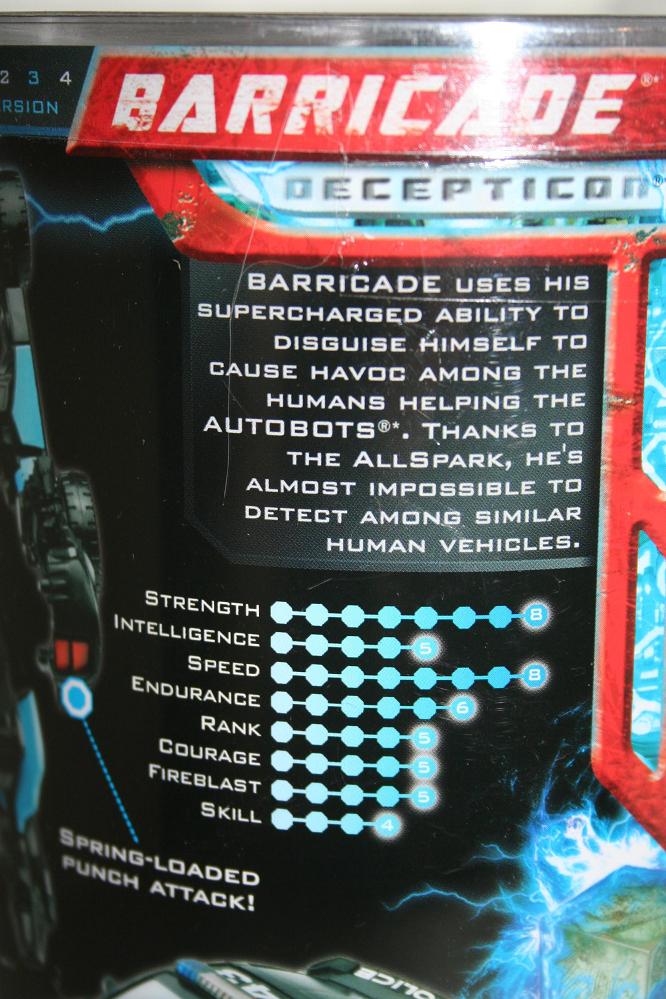 2 3 4
BARRICADE®*
RSION
DECEPTICON®
BARRICADE USES HIS
SUPERCHARGED ABILITY TO
DISGUISE HIMSELF TO
CAUSE HAVOC AMONG THE
HUMANS HELPING THE
AUTOBOTS®*. THANKS TO
THE ALLSPARK, HE'S
ALMOST IMPOSSIBLE TO
DETECT AMONG SIMILAR
HUMAN VEHICLES.
STRENGTH 8
INTELLIGENCE 5
SPEED 8
ENDURANCE 6
RANK 5
COURAGE 5
FIREBLAST 5
SKILL 4
SPRING-LOADED
PUNCH ATTACK!
POLICE
43